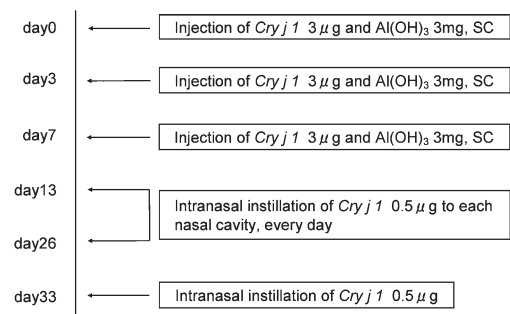 day0
Injection of Cry j 1 3 μ g and Al(OH)₃ 3mg, SC
day3
Injection of Cry j 1 3 μ g and Al(OH)₃ 3mg, SC
day7
Injection of Cry j 1 3 μ g and Al(OH)₃ 3mg, SC
day13
Intranasal instillation of Cry j 1 0.5 μ g to each
nasal cavity, every day
day26
day33
Intranasal instillation of Cry j 1 0.5 μ g